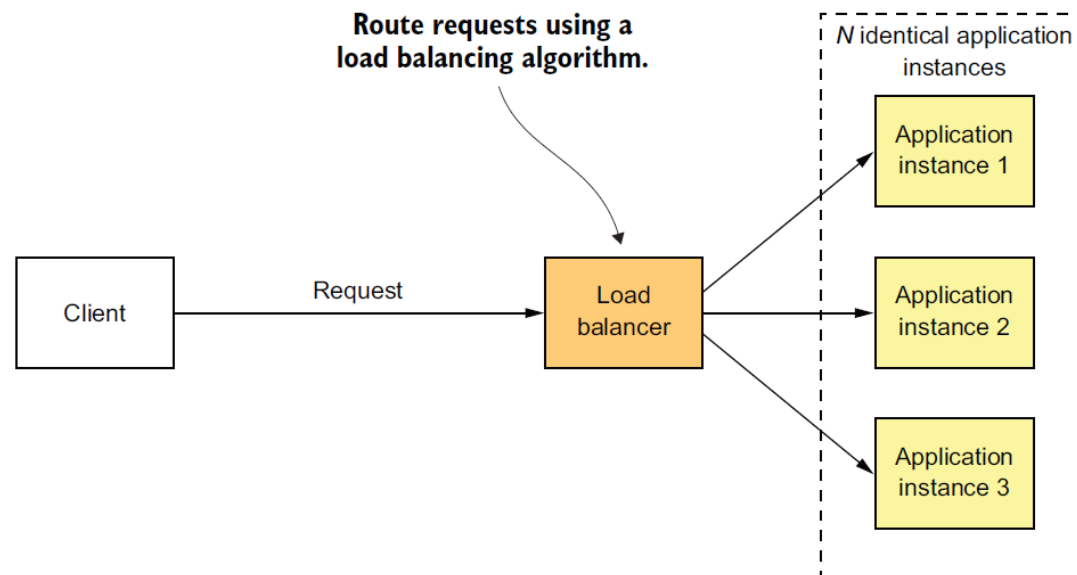 Route requests using a
load balancing algorithm.
N identical application
instances
Application
instance 1
Client
Request
Load
balancer
Application
instance 2
Application
instance 3